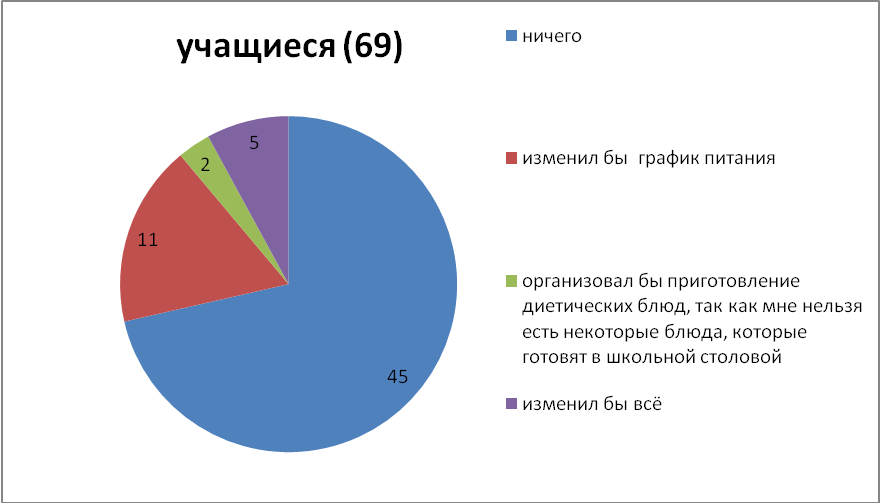 учащиеся (69)
ничего
изменил бы график питания
организовал бы приготовление
диетических блюд, так как мне нельзя
есть некоторые блюда, которые
готовят в школьной столовой
изменил бы всё
5
2
11
45